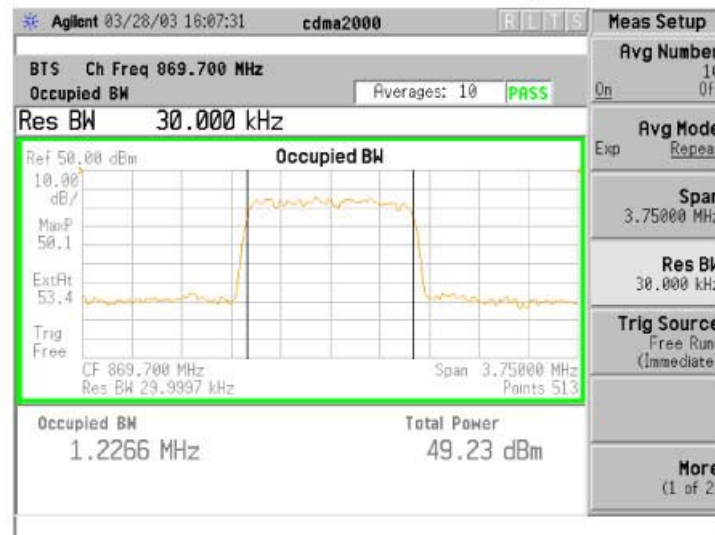 Agilent 03/28/03 16:07:31 cdma2000 R L T S
BTS Ch Freq 869.700 MHz
Occupied BW Averages: 10 PASS
Res BW 30.000 kHz
Ref 50.00 dBm Occupied BW
10.00
dB/
MaxP
50.1
ExtAt
53.4
Trig
Free
CF 869.700 MHz Span 3.75000 MHz
Res BW 29.9997 kHz Points 513
Occupied BW Total Power
1.2266 MHz 49.23 dBm
Meas Setup
Avg Number
10
On Of
Avg Mode
Exp Repeat
Span
3.75000 MHz
Res BW
30.000 kHz
Trig Source
Free Run
(Immediate
More
(1 of 2